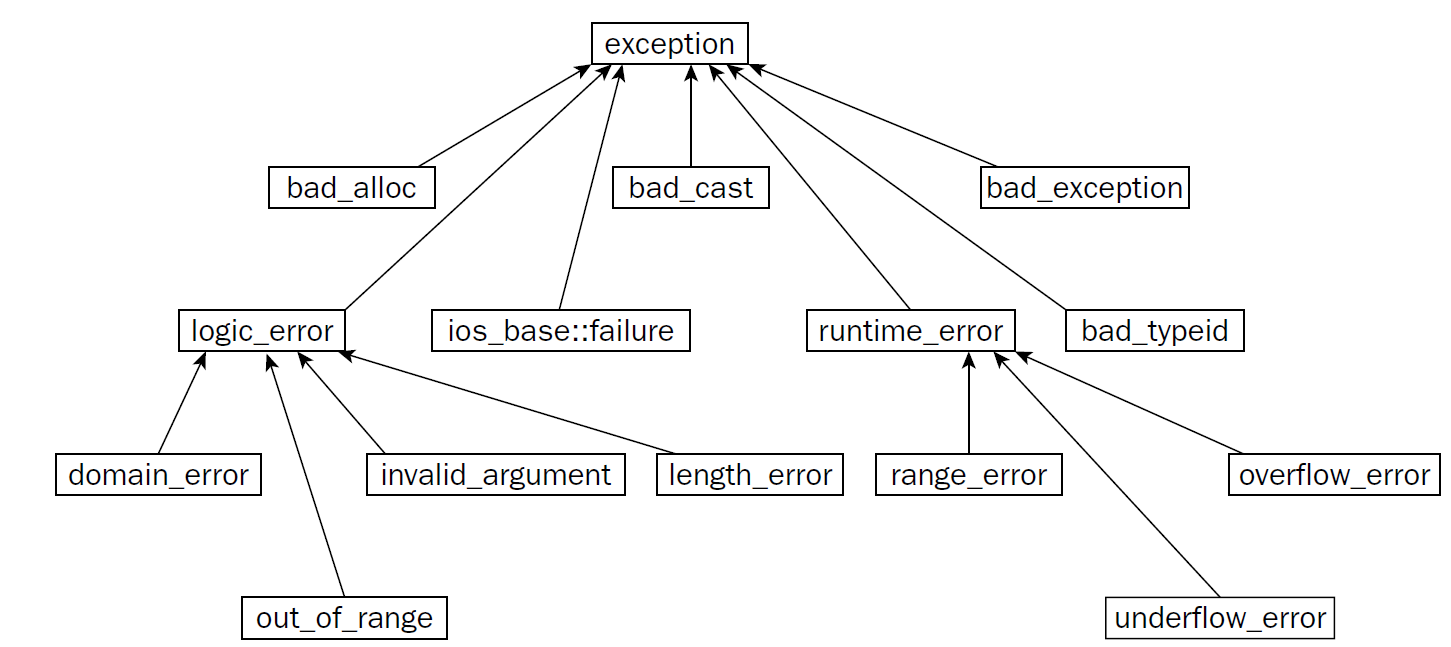 exception
bad_alloc
bad_cast
bad_exception
logic_error
ios_base::failure
runtime_error
bad_typeid
domain_error
invalid_argument
length_error
range_error
overflow_error
out_of_range
underflow_error